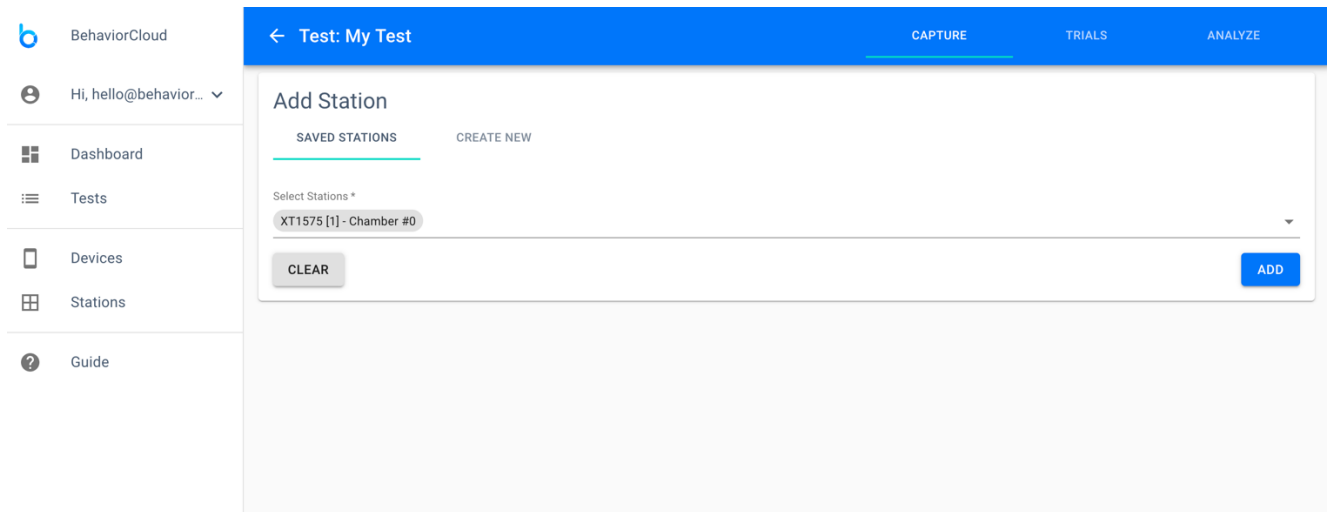 BehaviorCloud
Hi, hello@behavior...
Dashboard
Tests
Devices
Stations
Guide
Test: My Test
CAPTURE TRIALS ANALYZE
Add Station
SAVED STATIONS CREATE NEW
Select Stations *
XT1575 [1] - Chamber #0
CLEAR ADD